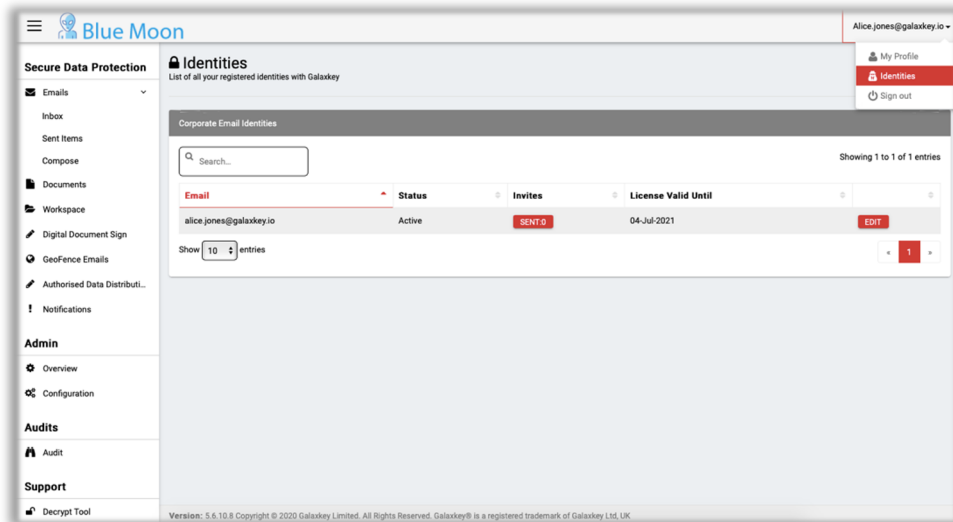 Blue Moon
Alice.jones@galaxkey.io
My Profile
Identities
Sign out
Secure Data Protection
Emails
Inbox
Sent Items
Compose
Documents
Workspace
Digital Document Sign
GeoFence Emails
Authorised Data Distributi...
Notifications
Admin
Overview
Configuration
Audits
Audit
Support
Decrypt Tool
Identities
List of all your registered identities with Galaxkey
Corporate Email Identities
Search...
Showing 1 to 1 of 1 entries
Email Status Invites License Valid Until
alice.jones@galaxkey.io Active SENT:0 04-Jul-2021 EDIT
Show 10 entries
« 1 »
Version: 5.6.10.8 Copyright © 2020 Galaxkey Limited. All Rights Reserved. Galaxkey® is a registered trademark of Galaxkey Ltd, UK